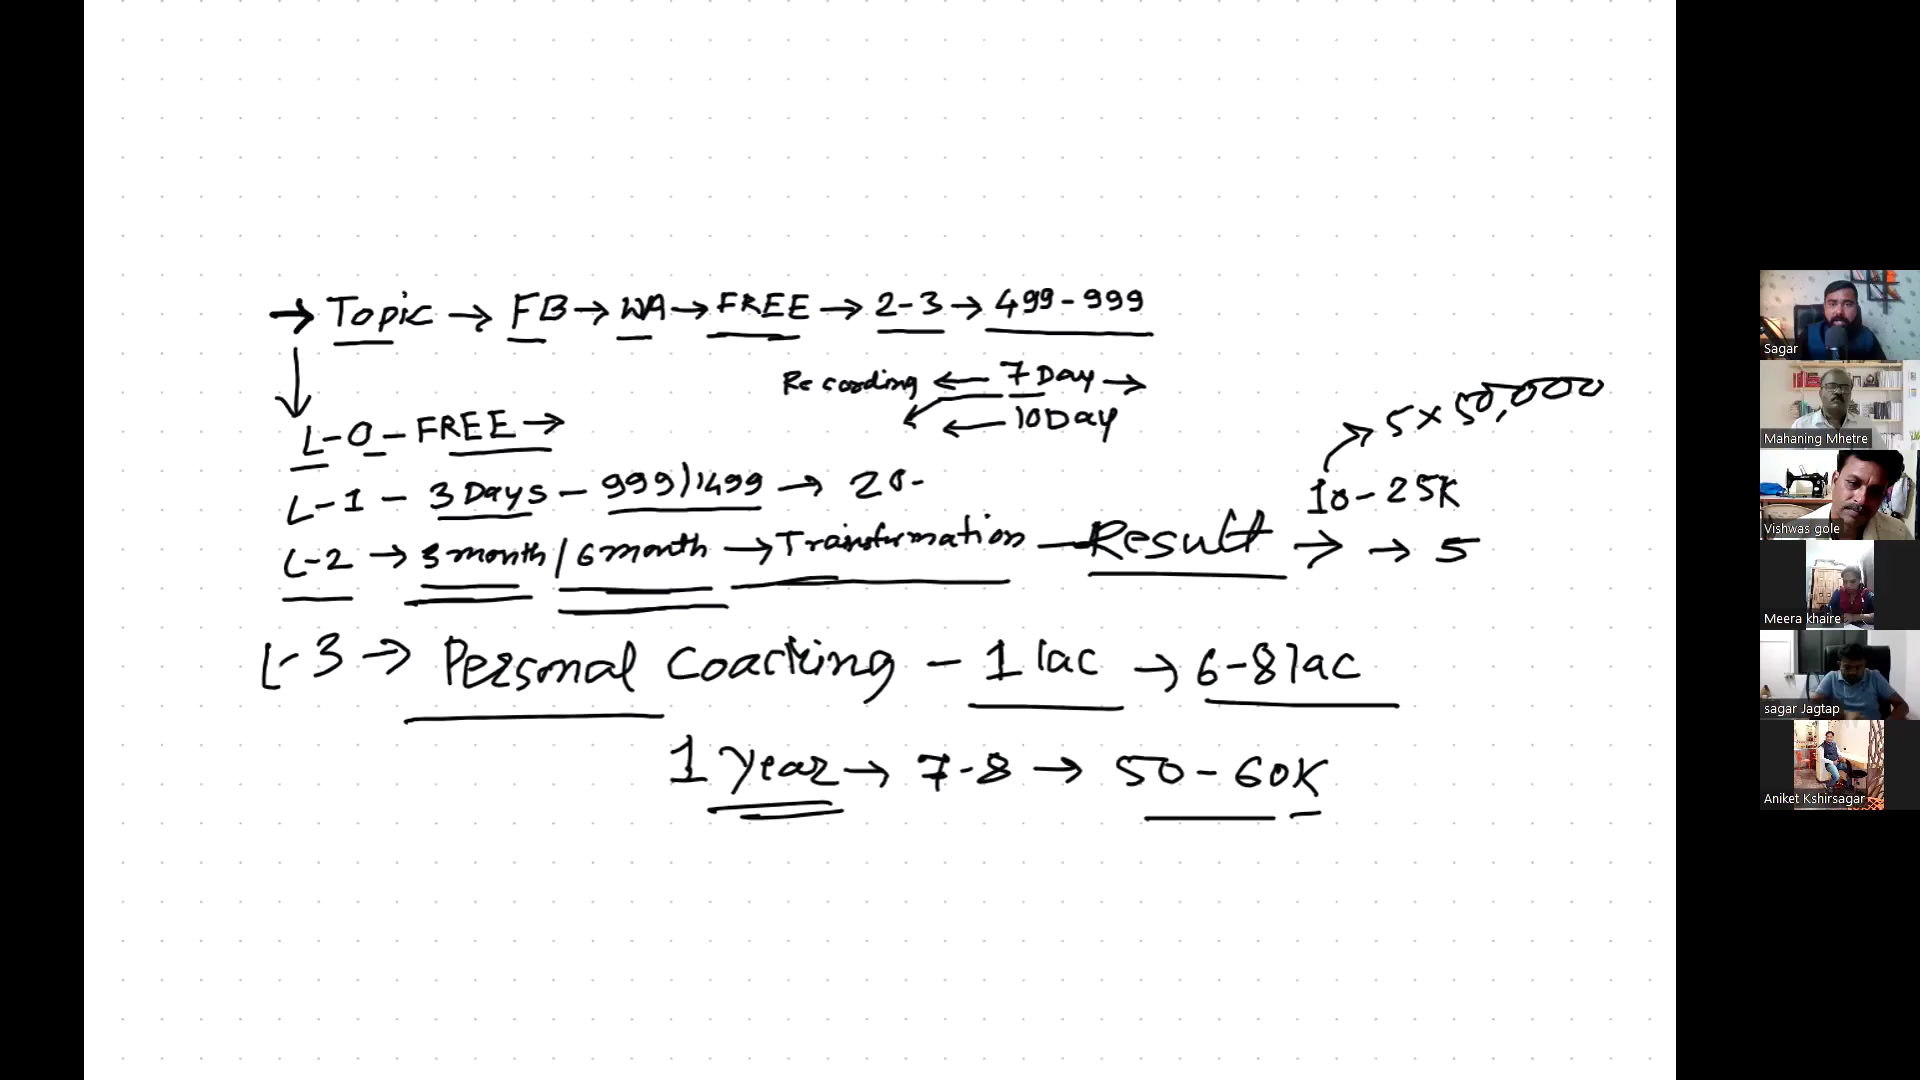 → Topic → FB → WA → FREE → 2-3 → 499-999
Recording ← 7 Day →
← 10 Day
→ 5 x 50,000
L-0 - FREE →
L-1 - 3 Days - 999/1499 → 20-
10-25K
L-2 → 3 month / 6 month → Transformation - Result → → 5
L-3 → Personal Coaching - 1 lac → 6-8 lac
1 year → 7-8 → 50-60K
Sagar
Mahaning Mhetre
Vishwas gole
Meera khaire
sagar Jagtap
Aniket Kshirsagar